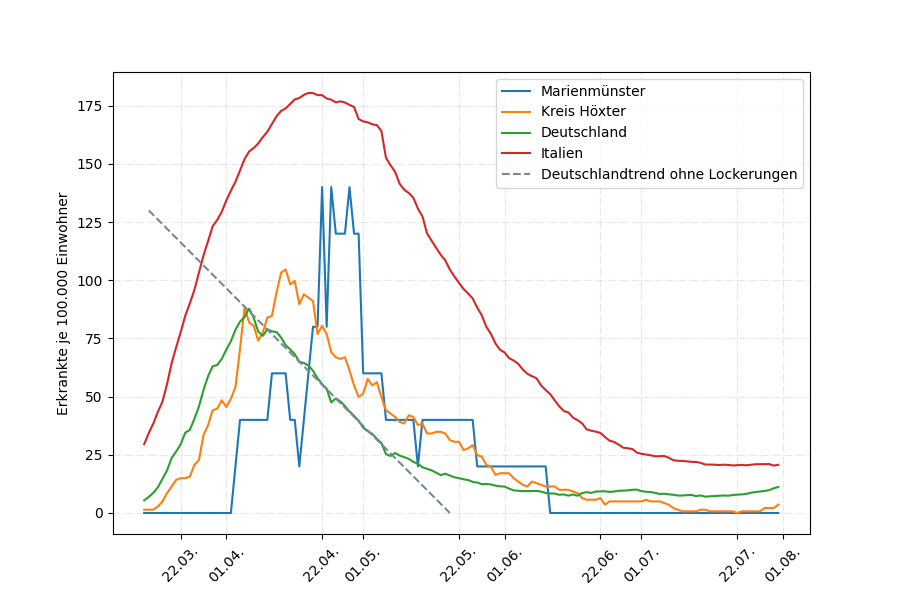 Marienmünster
Kreis Höxter
Deutschland
Italien
Deutschlandtrend ohne Lockerungen
Erkrankte je 100.000 Einwohner
175
150
125
100
75
50
25
0
22.03. 01.04. 22.04. 01.05. 22.05. 01.06. 22.06. 01.07. 22.07. 01.08.